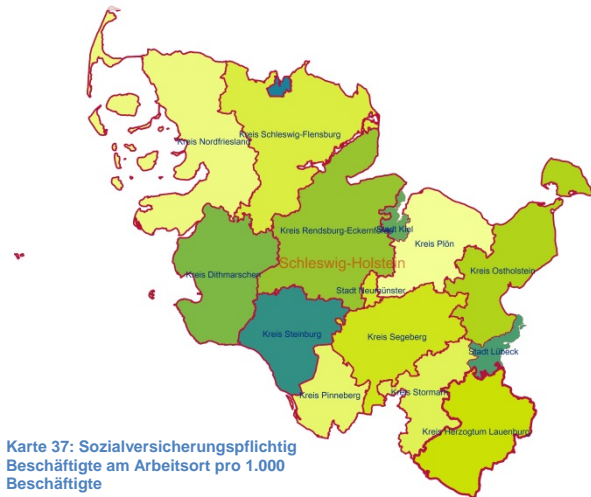 Kreis Schleswig-Flensburg
Kreis Nordfriesland
Kreis Rendsburg-Eckernförde
Stadt Kiel
Kreis Plön
Schleswig-Holstein
Kreis Ostholstein
Kreis Dithmarschen
Stadt Neumünster
Kreis Steinburg
Kreis Segeberg
Stadt Lübeck
Kreis Pinneberg
Kreis Stormarn
Kreis Herzogtum Lauenburg
Karte 37: Sozialversicherungspflichtig
Beschäftigte am Arbeitsort pro 1.000
Beschäftigte